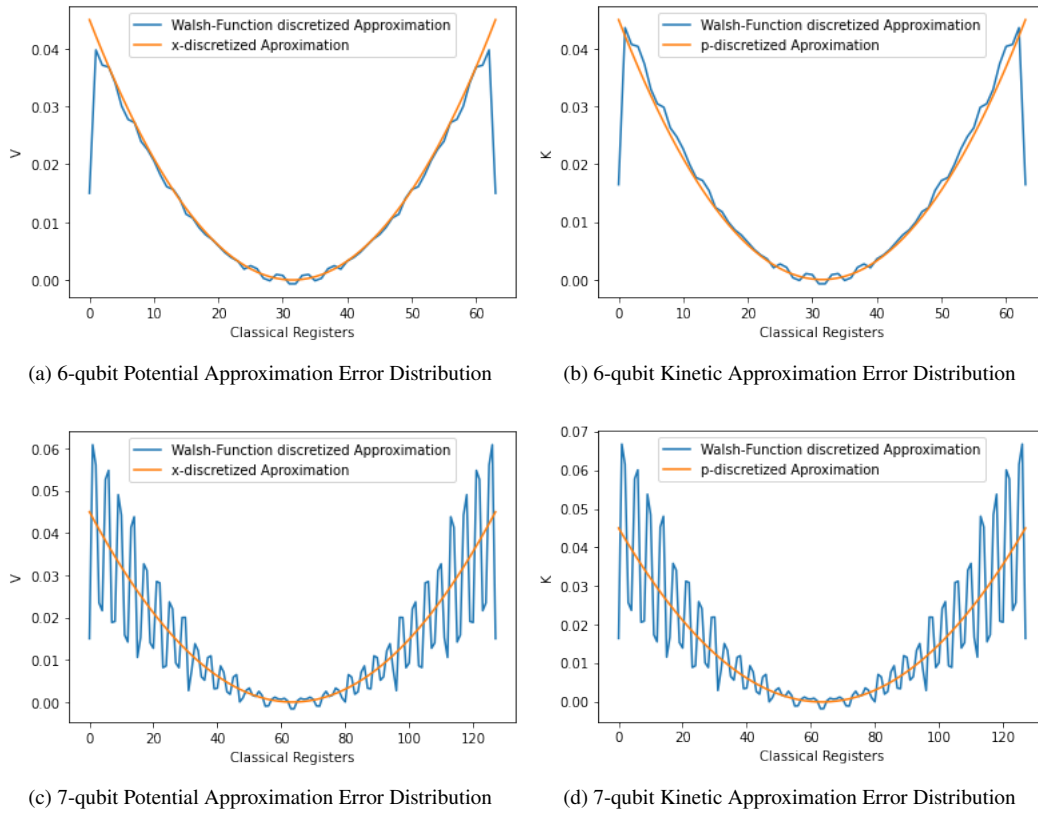 Walsh-Function discretized Approximation
x-discretized Aproximation
0.04
0.03
0.02
0.01
0.00
V
0 10 20 30 40 50 60
Classical Registers
(a) 6-qubit Potential Approximation Error Distribution
Walsh-Function discretized Approximation
p-discretized Aproximation
0.04
0.03
0.02
0.01
0.00
K
0 10 20 30 40 50 60
Classical Registers
(b) 6-qubit Kinetic Approximation Error Distribution
Walsh-Function discretized Approximation
x-discretized Aproximation
0.06
0.05
0.04
0.03
0.02
0.01
0.00
V
0 20 40 60 80 100 120
Classical Registers
(c) 7-qubit Potential Approximation Error Distribution
Walsh-Function discretized Approximation
p-discretized Aproximation
0.07
0.06
0.05
0.04
0.03
0.02
0.01
0.00
K
0 20 40 60 80 100 120
Classical Registers
(d) 7-qubit Kinetic Approximation Error Distribution